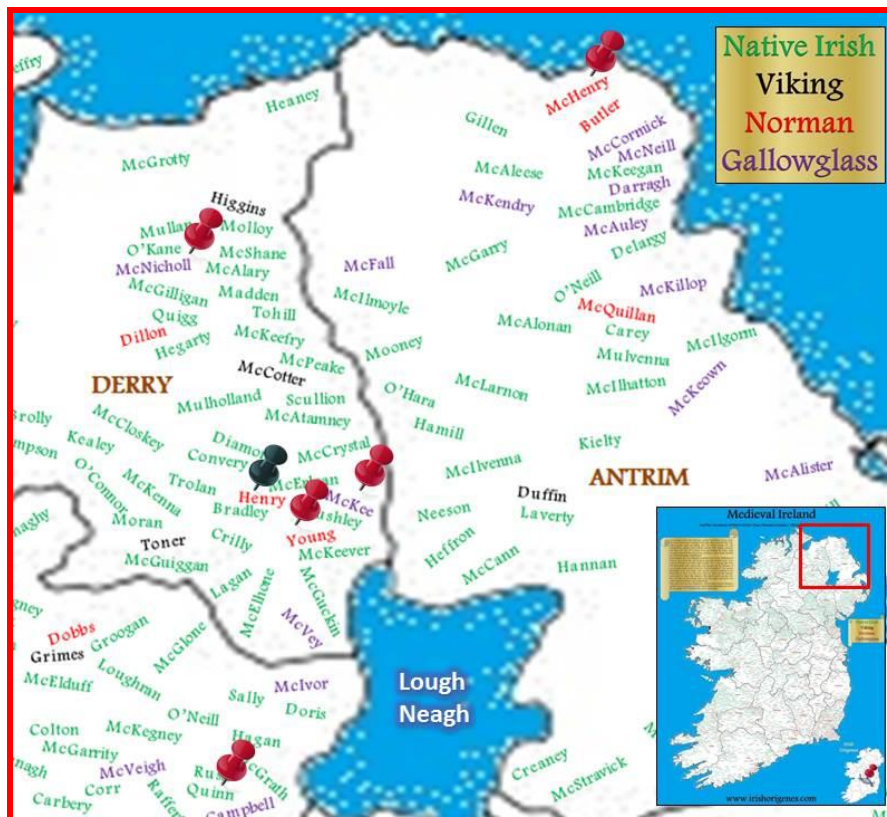 Native Irish
Viking
Norman
Gallowglass
Heaney
McGrotty
Higgins
Molloy
O'Kane
McShane
McNicholl
McAlary
McGilligan
Madden
Quigg
Tohill
Dillon
McKeefry
Hegarty
McPeake
McCotter
DERRY
Mulholland
Scullion
McAtamney
McCloskey
Kealey
Convery
McCrystal
O'Connor
McKenna
Trolan
Henry
McKee
Moran
Bradley
Young
Toner
Crilly
McKeever
McGuiggan
Lagan
McElhone
McGuckin
McVey
McHenry
Butler
Gillen
McCormick
McNeill
McAleese
McKeegan
Darragh
McKendry
McCambridge
McAuley
Delargy
McGarry
McFall
O'Neill
McKillop
McIlmoyle
McQuillan
McAlonan
Carey
McIlgorm
Mooney
Mulvenna
McLarnon
McIlhatton
McKeown
O'Hara
Hamill
Kielty
McIlvenna
ANTRIM
McAlister
Duffin
Neeson
Laverty
Heffron
McCann
Hannan
Dobbs
Groogan
Grimes
McGlone
McElduff
Loughran
Sally
McIvor
O'Neill
Doris
Colton
McKegney
Hagan
McGarrity
McVeigh
McGrath
Corr
Quinn
Carbery
Campbell
Lough
Neagh
Creaney
McStravick
Medieval Ireland
www.irishorigenes.com